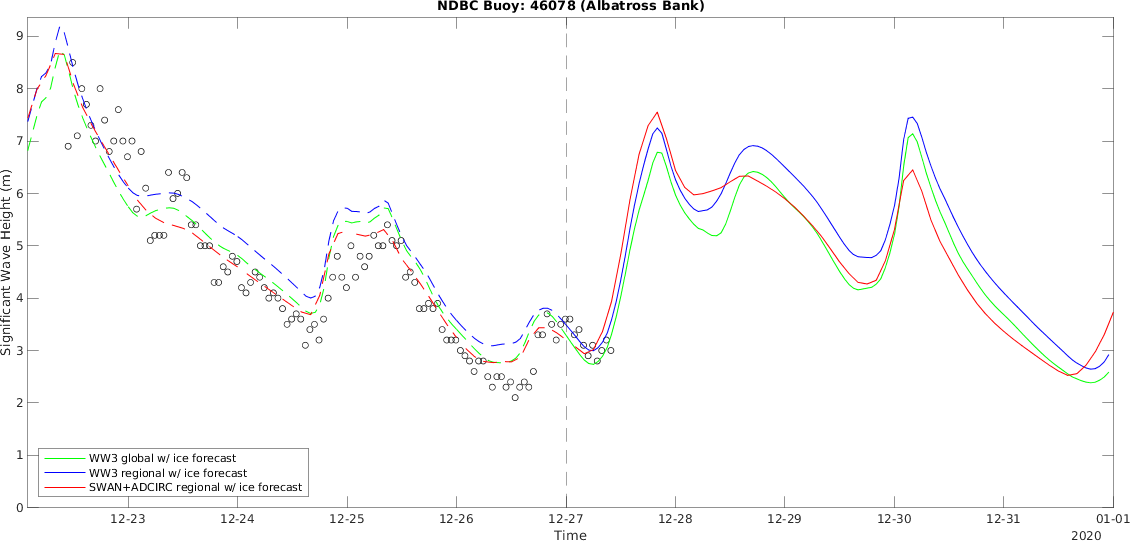 NDBC Buoy: 46078 (Albatross Bank)
Significant Wave Height (m)
9
8
7
6
5
4
3
2
1
0
WW3 global w/ ice forecast
WW3 regional w/ ice forecast
SWAN+ADCIRC regional w/ ice forecast
12-23 12-24 12-25 12-26 12-27 12-28 12-29 12-30 12-31 01-01
Time
2020